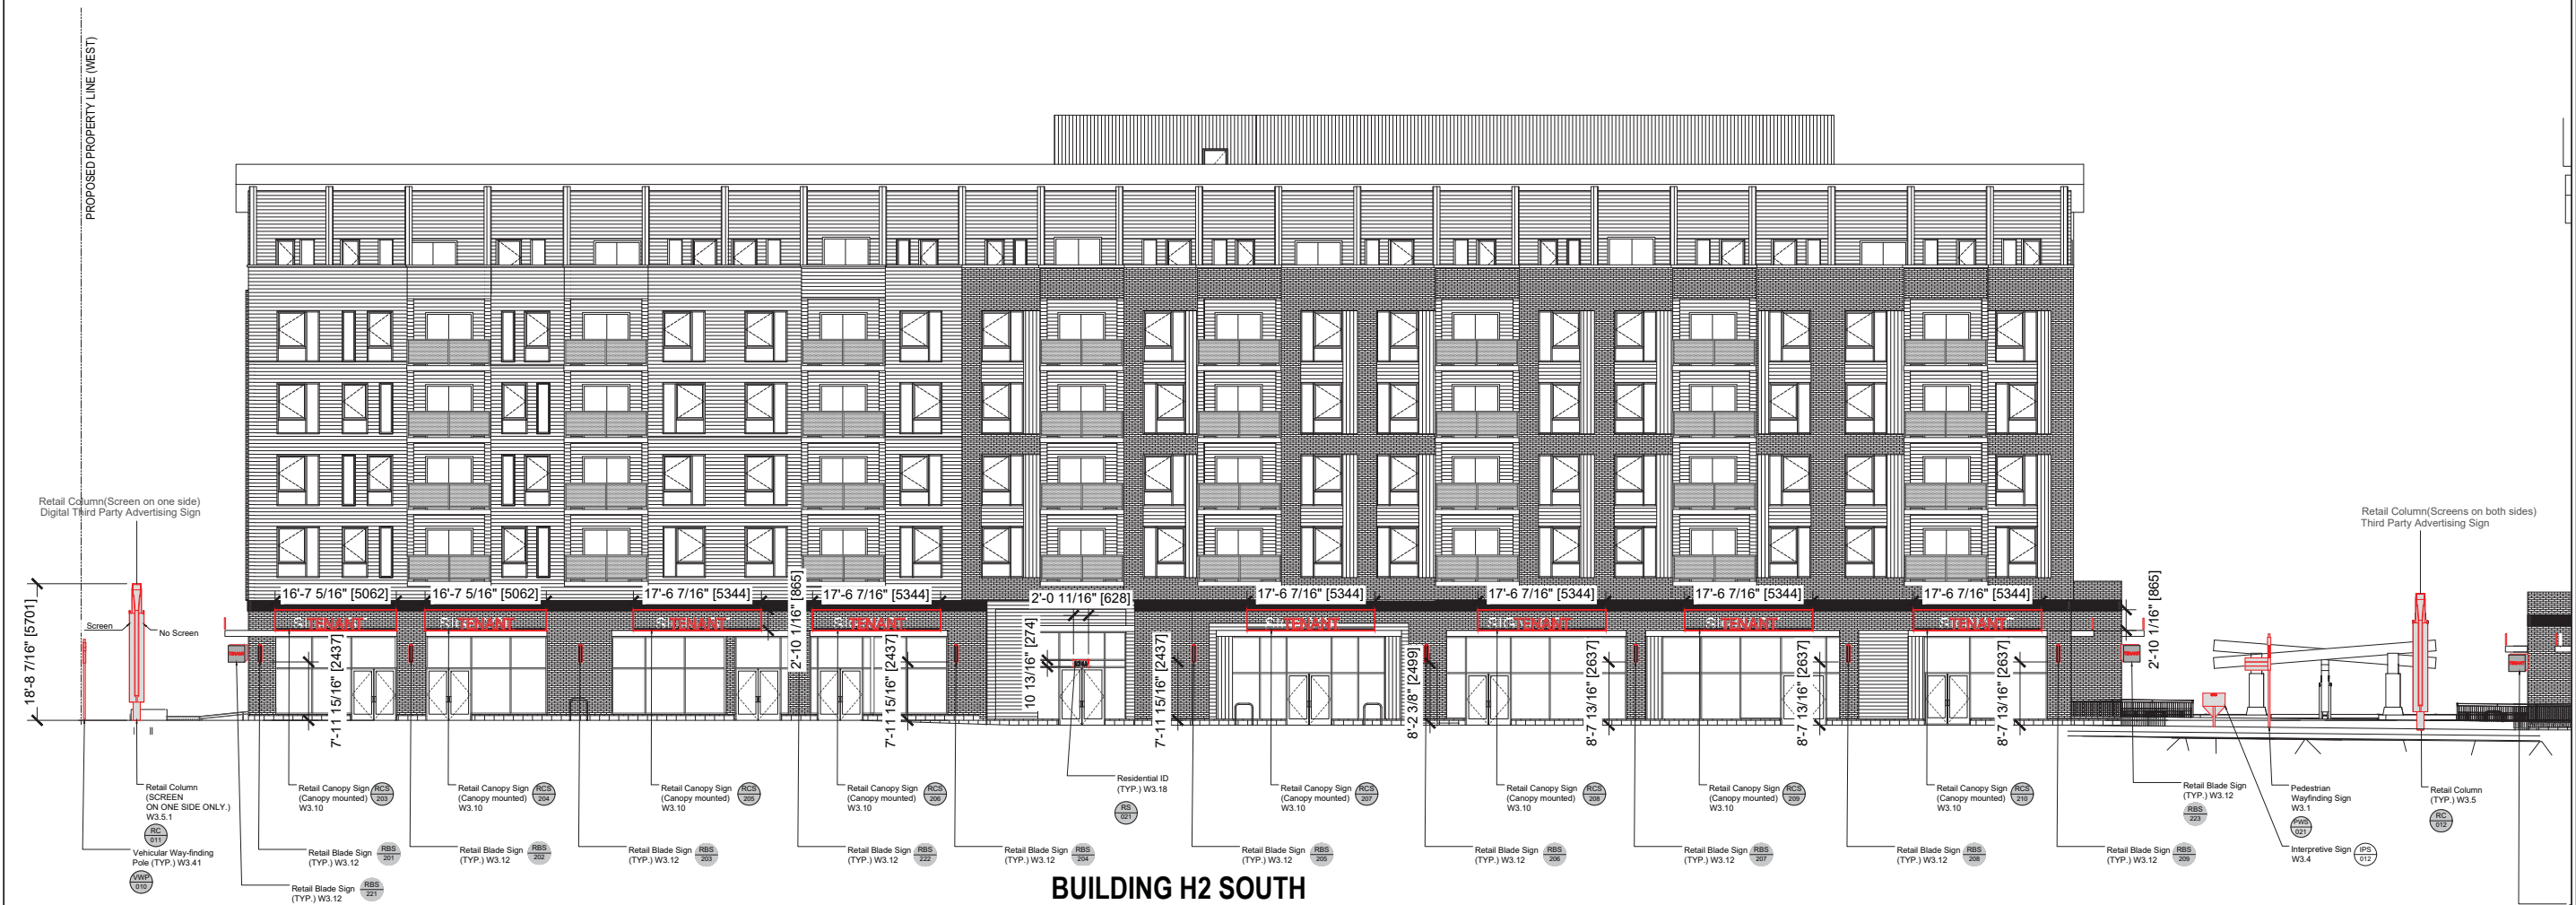 PROPOSED PROPERTY LINE (WEST)
Retail Column(Screen on one side)
Digital Third Party Advertising Sign
Retail Column(Screens on both sides)
Third Party Advertising Sign
18'-8 7/16" [5701]
Screen
No Screen
16'-7 5/16" [5062]
16'-7 5/16" [5062]
17'-6 7/16" [5344]
2'-10 1/16" [865]
17'-6 7/16" [5344]
2'-0 11/16" [628]
17'-6 7/16" [5344]
17'-6 7/16" [5344]
17'-6 7/16" [5344]
17'-6 7/16" [5344]
2'-10 1/16" [865]
TENANT
TENANT
TENANT
TENANT
TENANT
TENANT
TENANT
TENANT
7'-11 15/16" [2437]
7'-11 15/16" [2437]
10 13/16" [274]
7'-11 15/16" [2437]
8'-2 3/8" [2499]
8'-7 13/16" [2637]
8'-7 13/16" [2637]
8'-7 13/16" [2637]
Retail Column
(SCREEN
ON ONE SIDE ONLY.)
W3.5.1
RC
011
Vehicular Way-finding
Pole (TYP.) W3.41
VWP
010
Retail Canopy Sign
(Canopy mounted)
W3.10
RCS
203
Retail Canopy Sign
(Canopy mounted)
W3.10
RCS
204
Retail Canopy Sign
(Canopy mounted)
W3.10
RCS
205
Retail Canopy Sign
(Canopy mounted)
W3.10
RCS
206
Residential ID
(TYP.) W3.18
RS
021
Retail Canopy Sign
(Canopy mounted)
W3.10
RCS
207
Retail Canopy Sign
(Canopy mounted)
W3.10
RCS
208
Retail Canopy Sign
(Canopy mounted)
W3.10
RCS
209
Retail Canopy Sign
(Canopy mounted)
W3.10
RCS
210
Retail Blade Sign
(TYP.) W3.12
RBS
223
Pedestrian
Wayfinding Sign
W3.1
PWS
021
Retail Column
(TYP.) W3.5
RC
012
Retail Blade Sign
(TYP.) W3.12
RBS
201
Retail Blade Sign
(TYP.) W3.12
RBS
202
Retail Blade Sign
(TYP.) W3.12
RBS
203
Retail Blade Sign
(TYP.) W3.12
RBS
222
Retail Blade Sign
(TYP.) W3.12
RBS
204
Retail Blade Sign
(TYP.) W3.12
RBS
205
Retail Blade Sign
(TYP.) W3.12
RBS
206
Retail Blade Sign
(TYP.) W3.12
RBS
207
Retail Blade Sign
(TYP.) W3.12
RBS
208
Retail Blade Sign
(TYP.) W3.12
RBS
209
Interpretive Sign
W3.4
IPS
012
Retail Blade Sign
(TYP.) W3.12
RBS
221
BUILDING H2 SOUTH